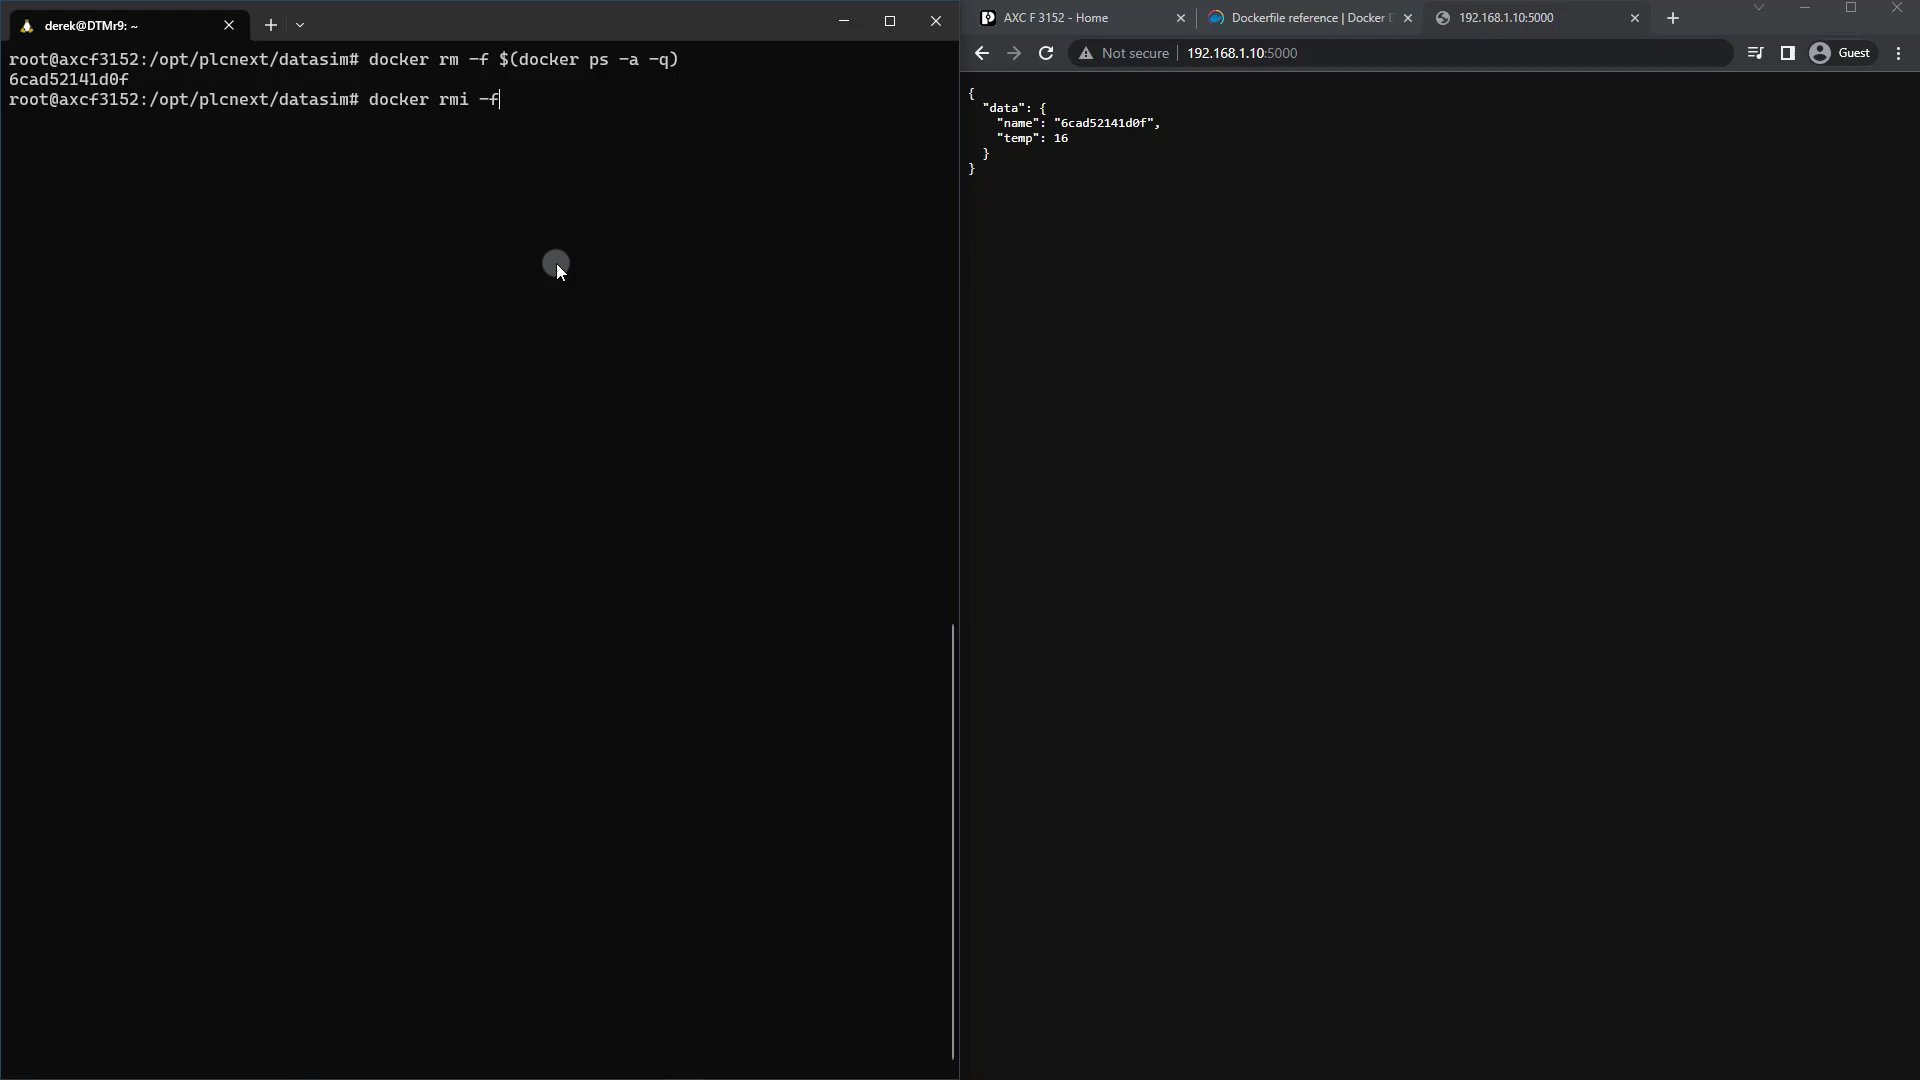 derek@DTMr9: ~
root@axcf3152:/opt/plcnext/datasim# docker rm -f $(docker ps -a -q)
6cad52141d0f
root@axcf3152:/opt/plcnext/datasim# docker rmi -f
AXC F 3152 - Home
Dockerfile reference | Docker D
192.168.1.10:5000
Not secure
192.168.1.10:5000
Guest
{
"data": {
"name": "6cad52141d0f",
"temp": 16
}
}